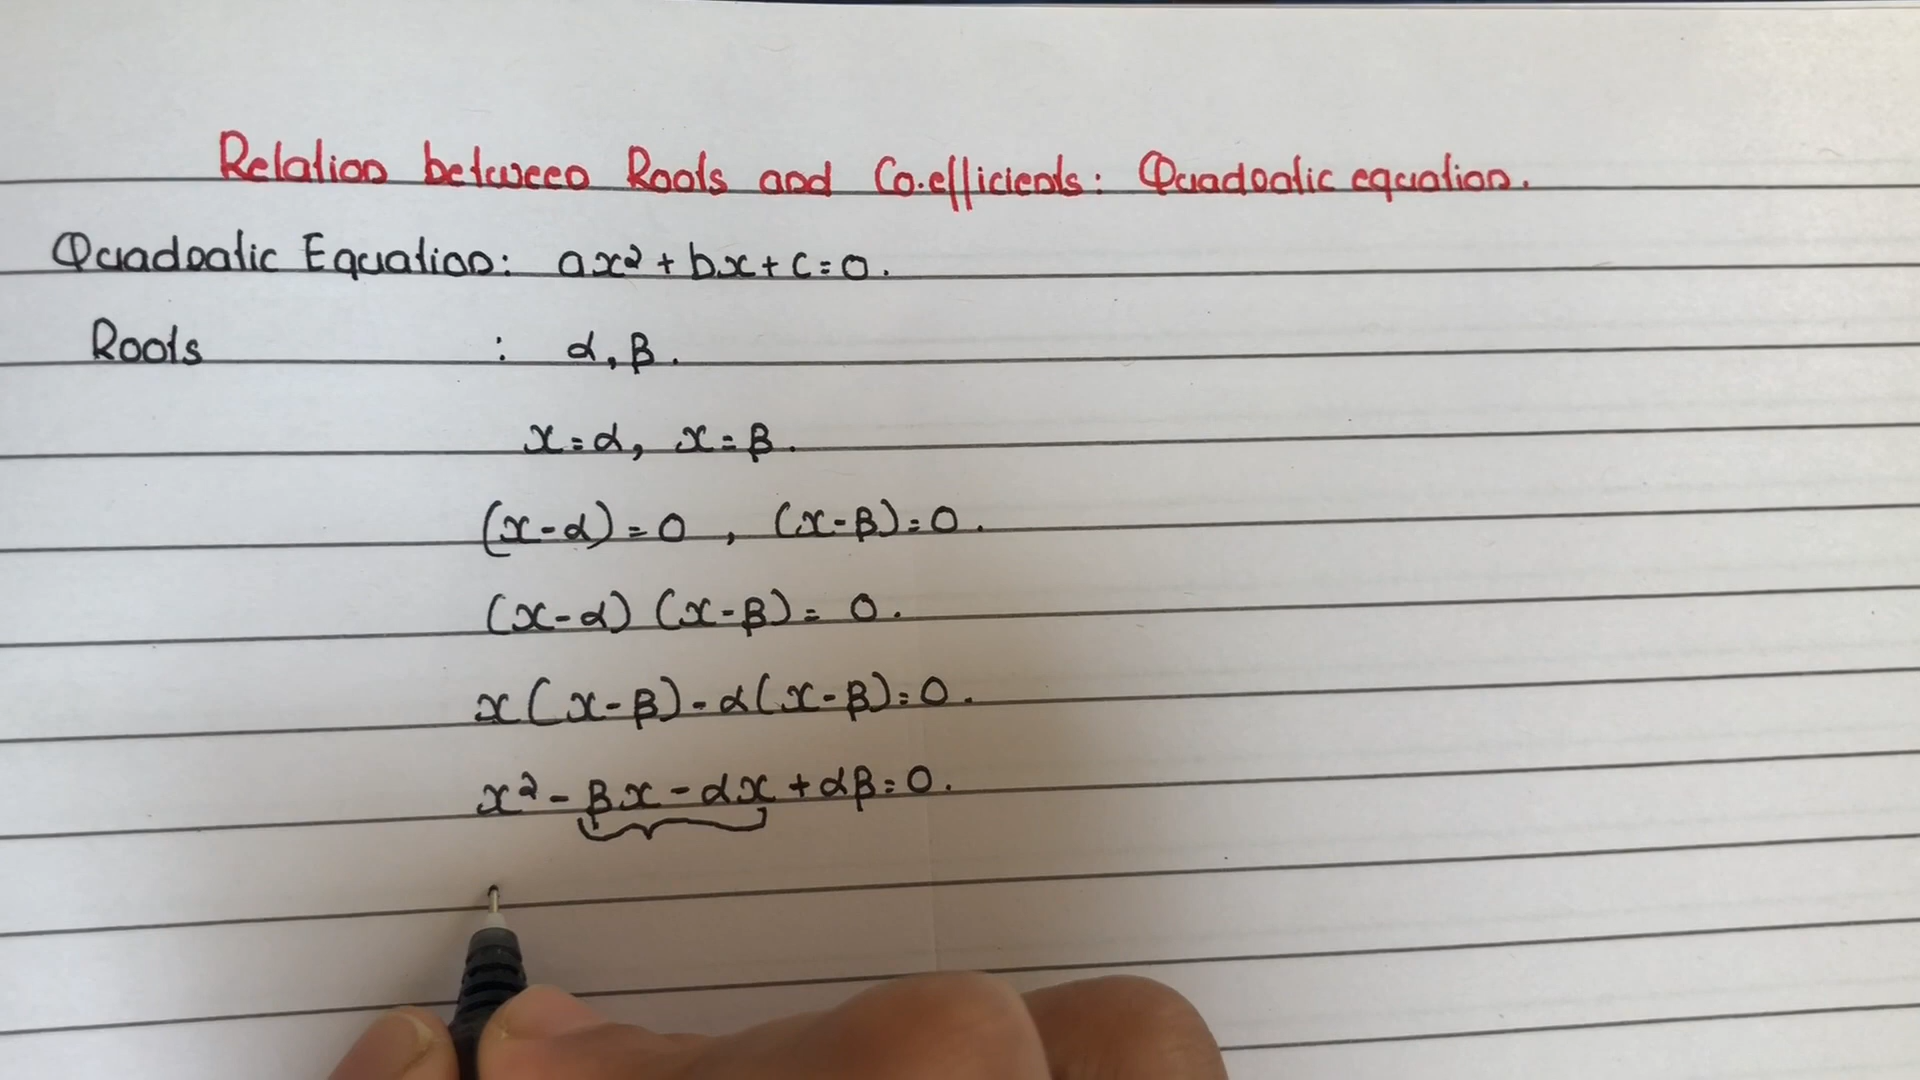 Relation between Roots and Co.efficients: Quadratic equation.
Quadratic Equation: ax² + bx + c = 0.
Roots : α, β.
x = α, x = β.
(x - α) = 0 , (x - β) = 0.
(x - α) (x - β) = 0.
x (x - β) - α (x - β) = 0.
x² - βx - αx + αβ = 0.